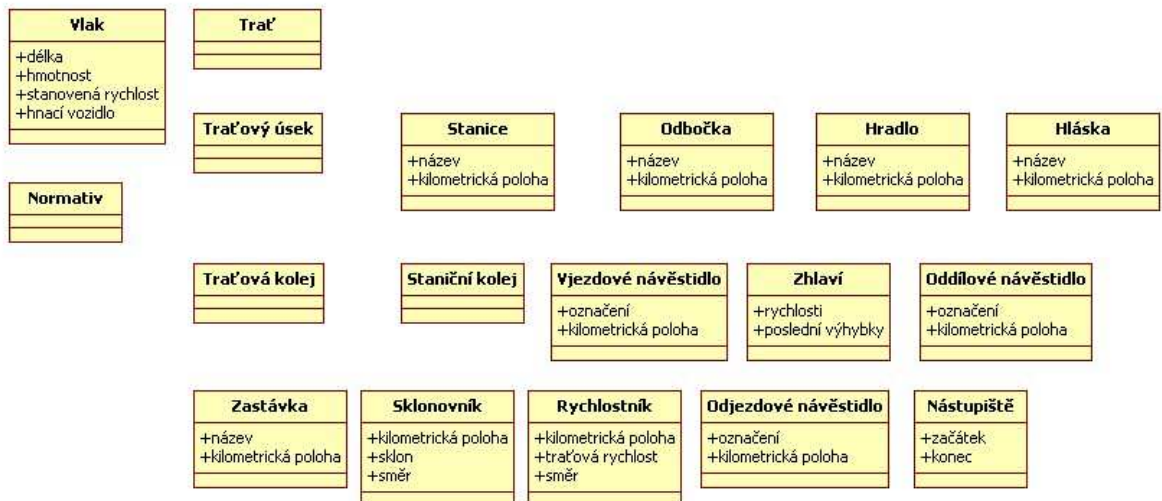 Vlak
+délka
+hmotnost
+stanovená rychlost
+hnací vozidlo
Trať
Traťový úsek
Stanice
+název
+kilometrická poloha
Odbočka
+název
+kilometrická poloha
Hradlo
+název
+kilometrická poloha
Hláska
+název
+kilometrická poloha
Normativ
Traťová kolej
Staniční kolej
Vjezdové návěstidlo
+označení
+kilometrická poloha
Zhlaví
+rychlosti
+poslední výhybky
Oddílové návěstidlo
+označení
+kilometrická poloha
Zastávka
+název
+kilometrická poloha
Sklonovník
+kilometrická poloha
+sklon
+směr
Rychlostník
+kilometrická poloha
+traťová rychlost
+směr
Odjezdové návěstidlo
+označení
+kilometrická poloha
Nástupiště
+začátek
+konec